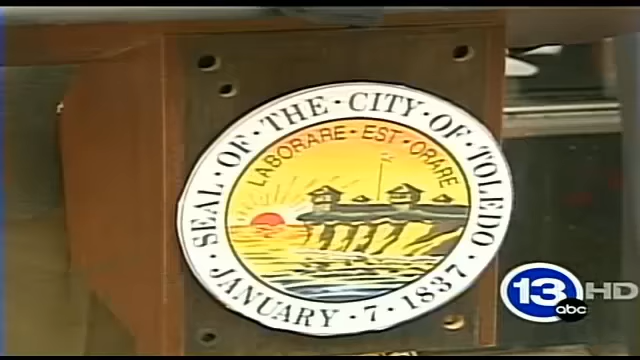 SEAL · OF · THE · CITY · OF · TOLEDO ·
LABORARE · EST · ORARE
JANUARY · 7 · 1837 ·
13 HD
abc